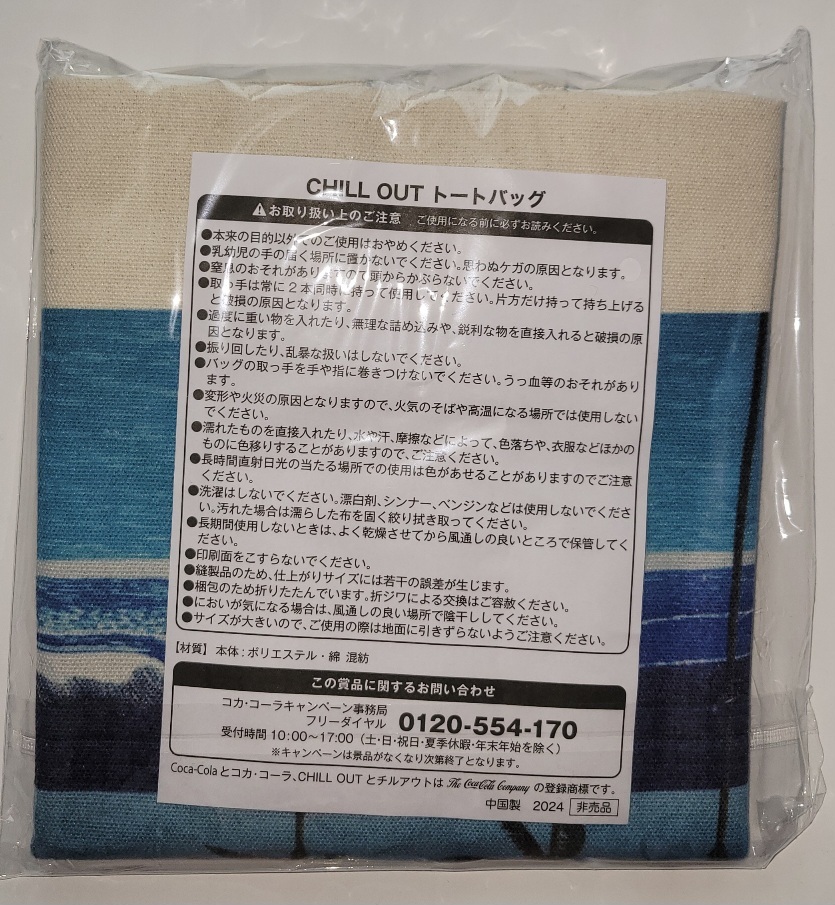 CHILL OUT トートバッグ
⚠お取り扱い上のご注意 ご使用になる前に必ずお読みください。
●本来の目的以外でのご使用はおやめください。
●乳幼児の手の届く場所に置かないでください。思わぬケガの原因となります。
●窒息のおそれがありますので頭からかぶらないでください。
●取っ手は常に2本同時に持って使用してください。片方だけ持って持ち上げる
と破損の原因となります。
●過度に重い物を入れたり、無理な詰め込みや、鋭利な物を直接入れると破損の原
因となります。
●振り回したり、乱暴な扱いはしないでください。
●バッグの取っ手を手や指に巻きつけないでください。うっ血等のおそれがあり
ます。
●変形や火災の原因となりますので、火気のそばや高温になる場所では使用しない
でください。
●濡れたものを直接入れたり、水や汗、摩擦などによって、色落ちや、衣服などほかの
ものに色移りすることがありますので、ご注意ください。
●長時間直射日光の当たる場所での使用は色があせることがありますのでご注意
ください。
●洗濯はしないでください。漂白剤、シンナー、ベンジンなどは使用しないでくださ
い。汚れた場合は濡らした布を固く絞り拭き取ってください。
●長期間使用しないときは、よく乾燥させてから風通しの良いところで保管してく
ださい。
●印刷面をこすらないでください。
●縫製品のため、仕上がりサイズには若干の誤差が生じます。
●梱包のため折りたたんでいます。折ジワによる交換はご容赦ください。
●においが気になる場合は、風通しの良い場所で陰干ししてください。
●サイズが大きいので、ご使用の際は地面に引きずらないようご注意ください。
【材質】 本体：ポリエステル・綿 混紡
この賞品に関するお問い合わせ
コカ・コーラキャンペーン事務局
フリーダイヤル 0120-554-170
受付時間 10:00〜17:00（土・日・祝日・夏季休暇・年末年始を除く）
※キャンペーンは景品がなくなり次第終了となります。
Coca-Colaとコカ・コーラ、CHILL OUT とチルアウトは The Coca-Cola Company の登録商標です。
中国製 2024 非売品